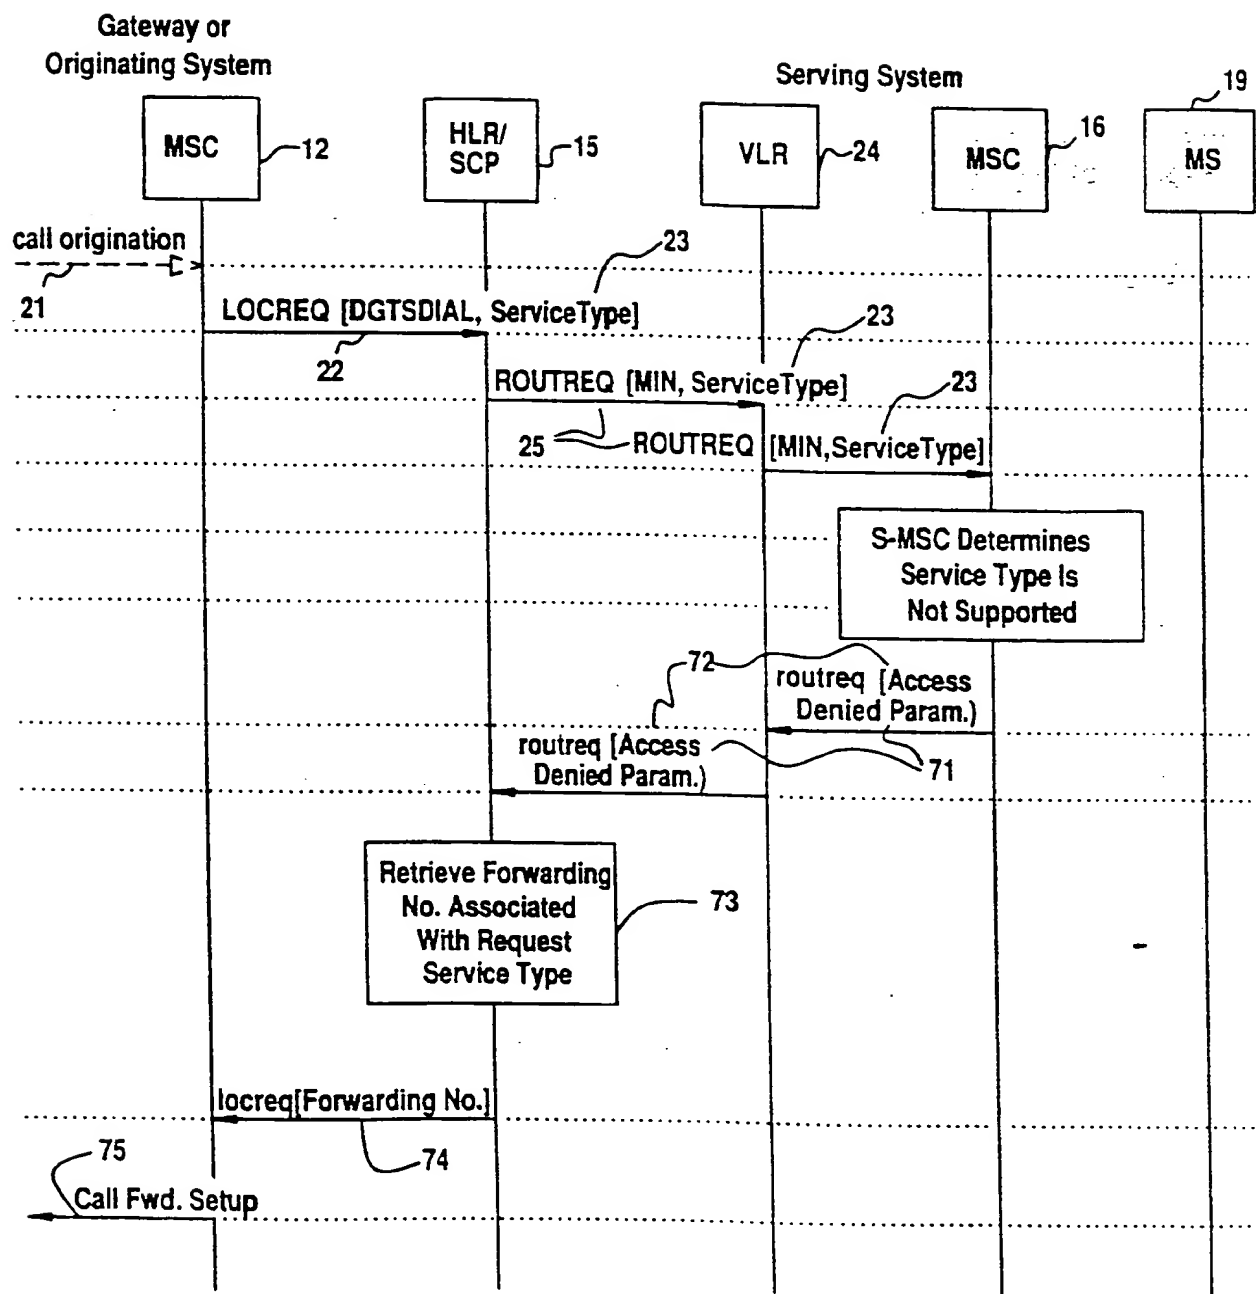 Gateway or
Originating System
Serving System
MSC
12
HLR/
SCP
15
VLR
24
MSC
16
MS
19
call origination
21
23
LOCREQ [DGTSDIAL, ServiceType]
22
23
ROUTREQ [MIN, ServiceType]
23
25
ROUTREQ [MIN,ServiceType]
S-MSC Determines
Service Type Is
Not Supported
72
routreq [Access
Denied Param.)
routreq [Access
Denied Param.)
71
Retrieve Forwarding
No. Associated
With Request
Service Type
73
locreq[Forwarding No.]
74
75
Call Fwd. Setup